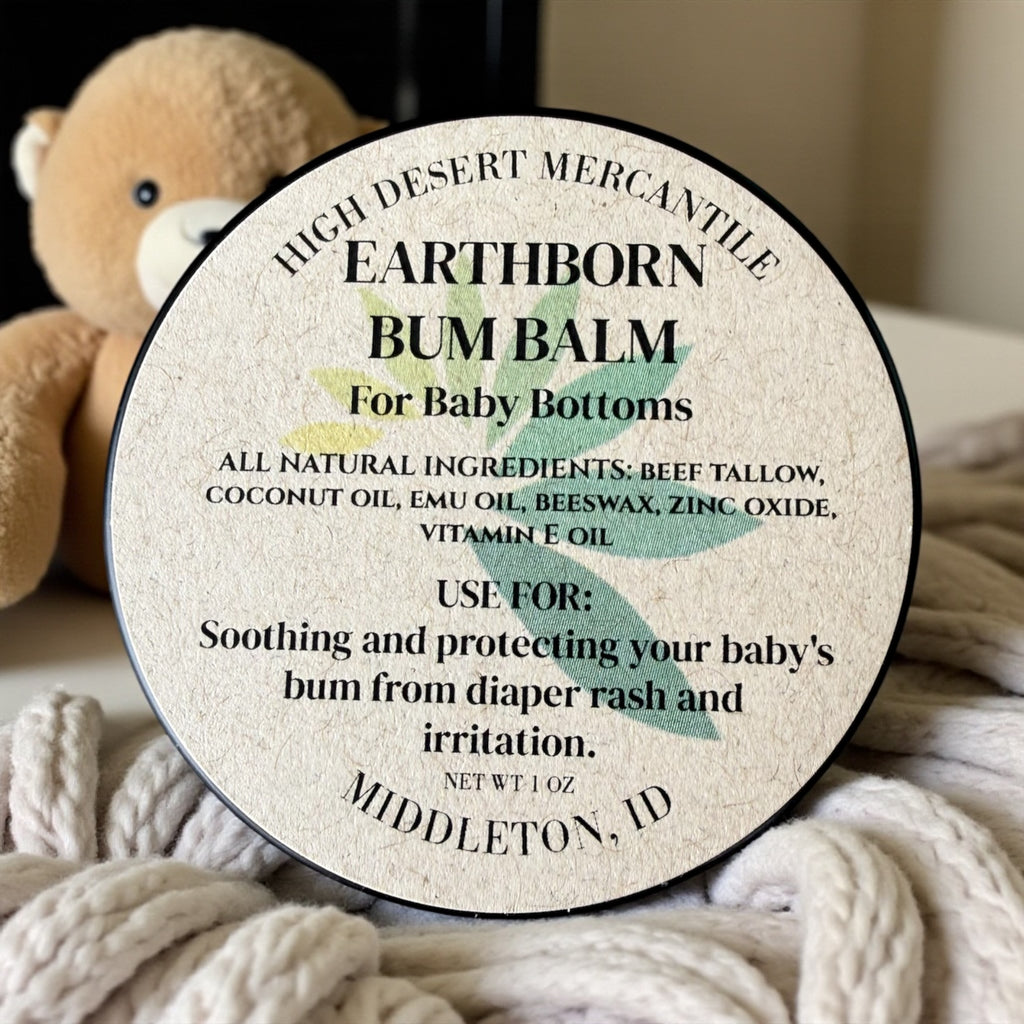 HIGH DESERT MERCANTILE
EARTHBORN
BUM BALM
For Baby Bottoms
ALL NATURAL INGREDIENTS: BEEF TALLOW,
COCONUT OIL, EMU OIL, BEESWAX, ZINC OXIDE,
VITAMIN E OIL
USE FOR:
Soothing and protecting your baby's
bum from diaper rash and
irritation.
NET WT 1 OZ
MIDDLETON, ID